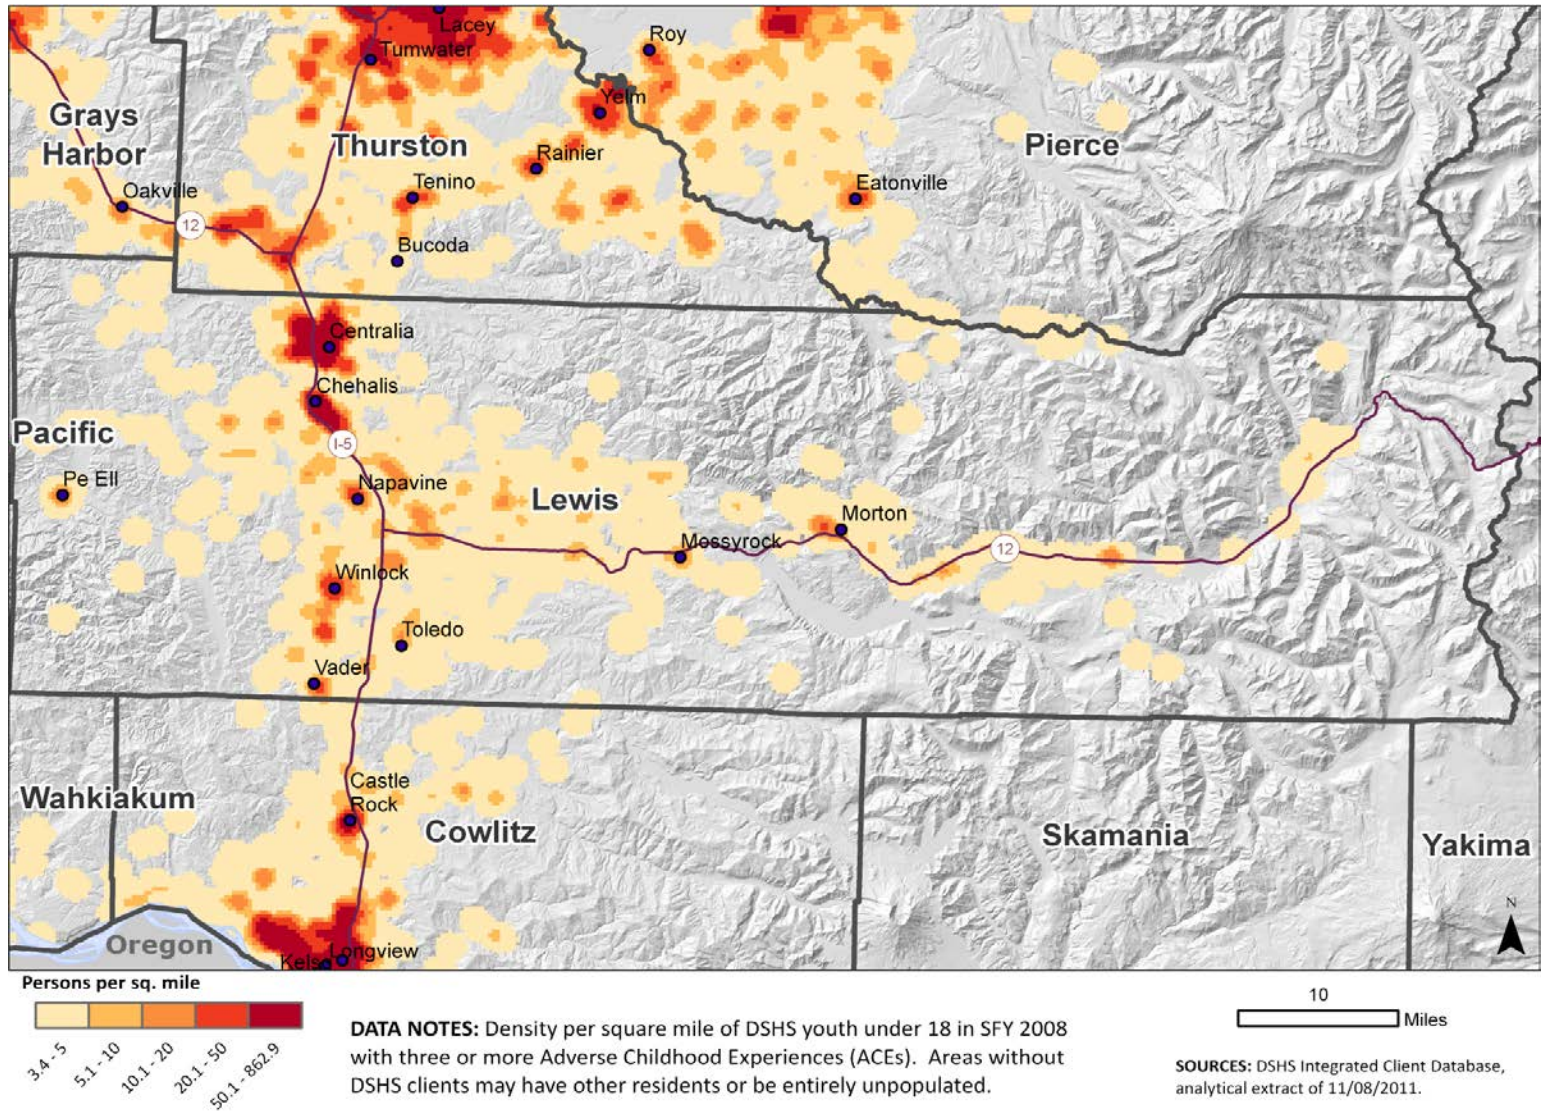 Lacey
Tumwater
Roy
Yelm
Grays
Harbor
Thurston
Pierce
Rainier
Oakville
Tenino
Eatonville
12
Bucoda
Centralia
Chehalis
Pacific
I-5
Pe Ell
Napavine
Lewis
Morton
Mossyrock
12
Winlock
Toledo
Vader
Castle
Rock
Wahkiakum
Cowlitz
Skamania
Yakima
Oregon
Longview
Kelso
N
Persons per sq. mile
3.4 - 5
5.1 - 10
10.1 - 20
20.1 - 50
50.1 - 862.9
DATA NOTES: Density per square mile of DSHS youth under 18 in SFY 2008
with three or more Adverse Childhood Experiences (ACEs). Areas without
DSHS clients may have other residents or be entirely unpopulated.
10
Miles
SOURCES: DSHS Integrated Client Database,
analytical extract of 11/08/2011.